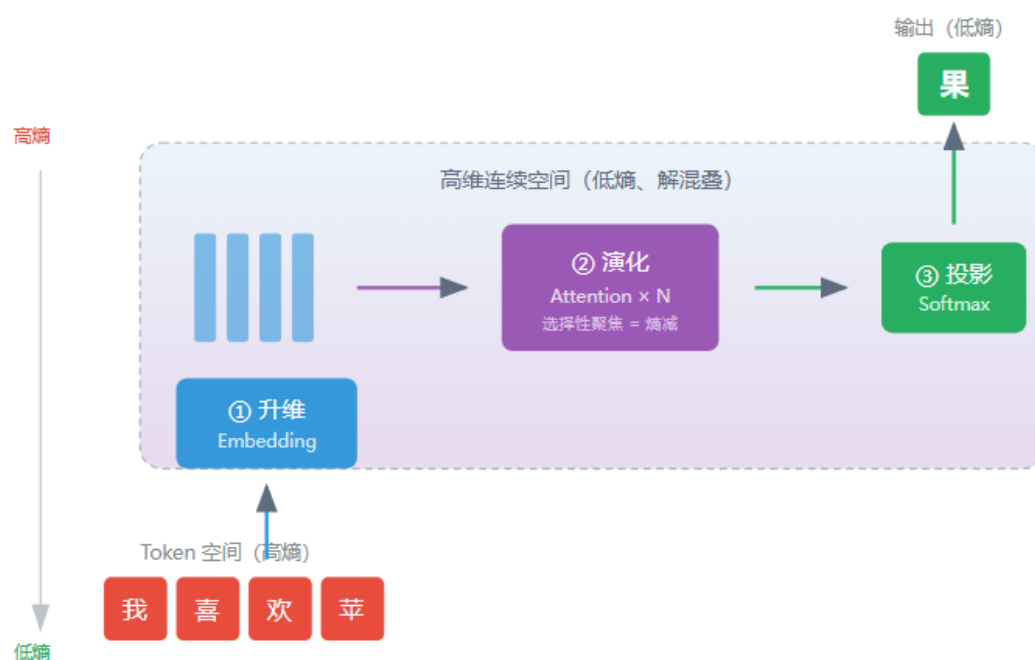 输出（低熵）
果
高熵
高维连续空间（低熵、解混叠）
② 演化
Attention × N
选择性聚焦 = 熵减
③ 投影
Softmax
① 升维
Embedding
Token 空间（高熵）
我 喜 欢 苹
低熵